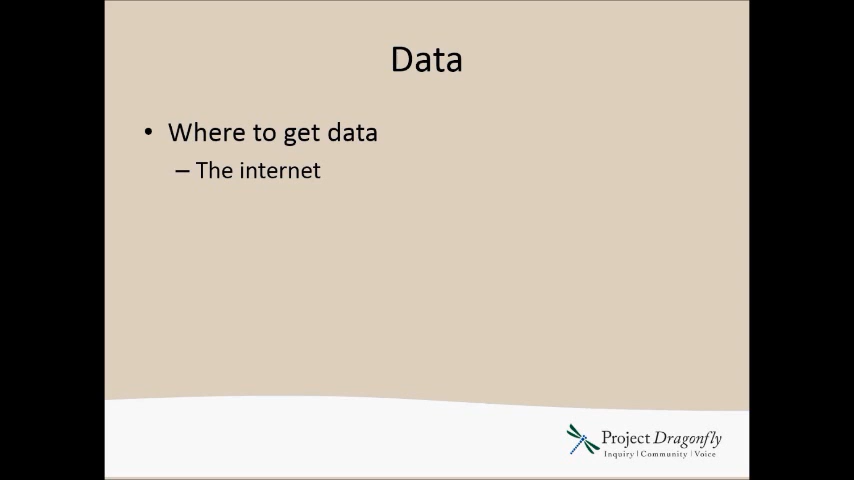 Data
• Where to get data
– The internet
Project Dragonfly
Inquiry | Community | Voice